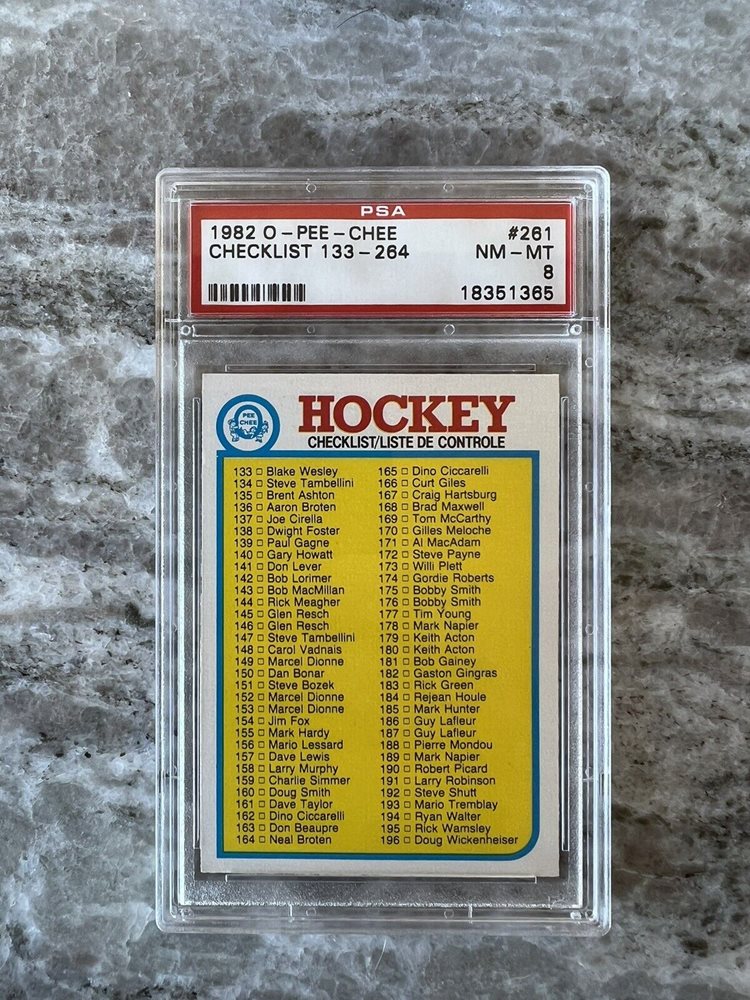 PSA
1982 O-PEE-CHEE #261
CHECKLIST 133-264 NM-MT
8
18351365
PEE
CHEE
HOCKEY
CHECKLIST/LISTE DE CONTROLE
133 □ Blake Wesley
134 □ Steve Tambellini
135 □ Brent Ashton
136 □ Aaron Broten
137 □ Joe Cirella
138 □ Dwight Foster
139 □ Paul Gagne
140 □ Gary Howatt
141 □ Don Lever
142 □ Bob Lorimer
143 □ Bob MacMillan
144 □ Rick Meagher
145 □ Glen Resch
146 □ Glen Resch
147 □ Steve Tambellini
148 □ Carol Vadnais
149 □ Marcel Dionne
150 □ Dan Bonar
151 □ Steve Bozek
152 □ Marcel Dionne
153 □ Marcel Dionne
154 □ Jim Fox
155 □ Mark Hardy
156 □ Mario Lessard
157 □ Dave Lewis
158 □ Larry Murphy
159 □ Charlie Simmer
160 □ Doug Smith
161 □ Dave Taylor
162 □ Dino Ciccarelli
163 □ Don Beaupre
164 □ Neal Broten
165 □ Dino Ciccarelli
166 □ Curt Giles
167 □ Craig Hartsburg
168 □ Brad Maxwell
169 □ Tom McCarthy
170 □ Gilles Meloche
171 □ Al MacAdam
172 □ Steve Payne
173 □ Willi Plett
174 □ Gordie Roberts
175 □ Bobby Smith
176 □ Bobby Smith
177 □ Tim Young
178 □ Mark Napier
179 □ Keith Acton
180 □ Keith Acton
181 □ Bob Gainey
182 □ Gaston Gingras
183 □ Rick Green
184 □ Rejean Houle
185 □ Mark Hunter
186 □ Guy Lafleur
187 □ Guy Lafleur
188 □ Pierre Mondou
189 □ Mark Napier
190 □ Robert Picard
191 □ Larry Robinson
192 □ Steve Shutt
193 □ Mario Tremblay
194 □ Ryan Walter
195 □ Rick Wamsley
196 □ Doug Wickenheiser